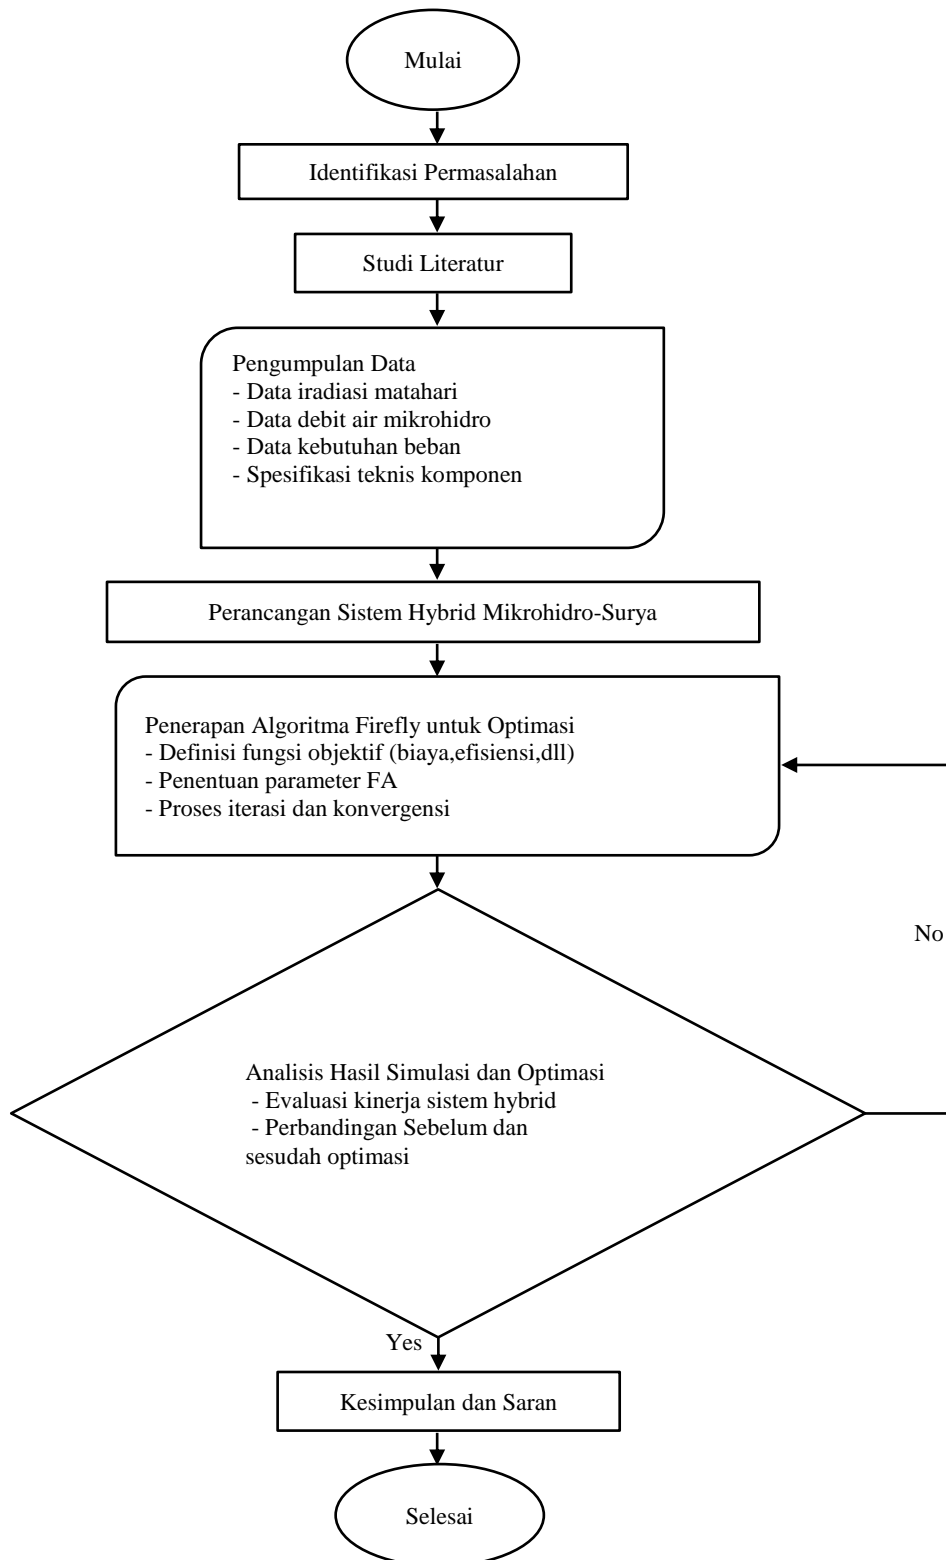 Mulai
Identifikasi Permasalahan
Studi Literatur
Pengumpulan Data
- Data iradiasi matahari
- Data debit air mikrohidro
- Data kebutuhan beban
- Spesifikasi teknis komponen
Perancangan Sistem Hybrid Mikrohidro-Surya
Penerapan Algoritma Firefly untuk Optimasi
- Definisi fungsi objektif (biaya,efisiensi,dll)
- Penentuan parameter FA
- Proses iterasi dan konvergensi
No
Analisis Hasil Simulasi dan Optimasi
- Evaluasi kinerja sistem hybrid
- Perbandingan Sebelum dan
sesudah optimasi
Yes
Kesimpulan dan Saran
Selesai